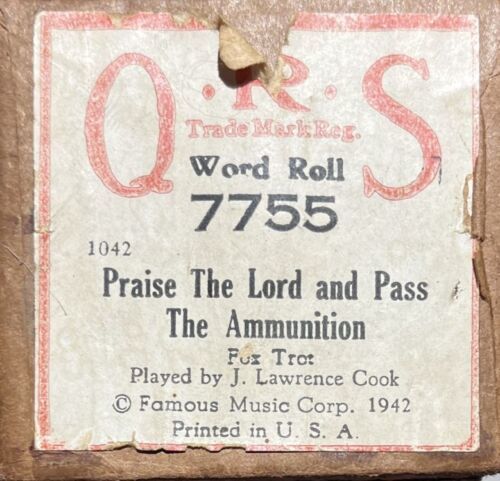 Q·R·S
Trade Mark Reg.
Word Roll
7755
1042
Praise The Lord and Pass
The Ammunition
Fox Trot
Played by J. Lawrence Cook
© Famous Music Corp. 1942
Printed in U. S. A.